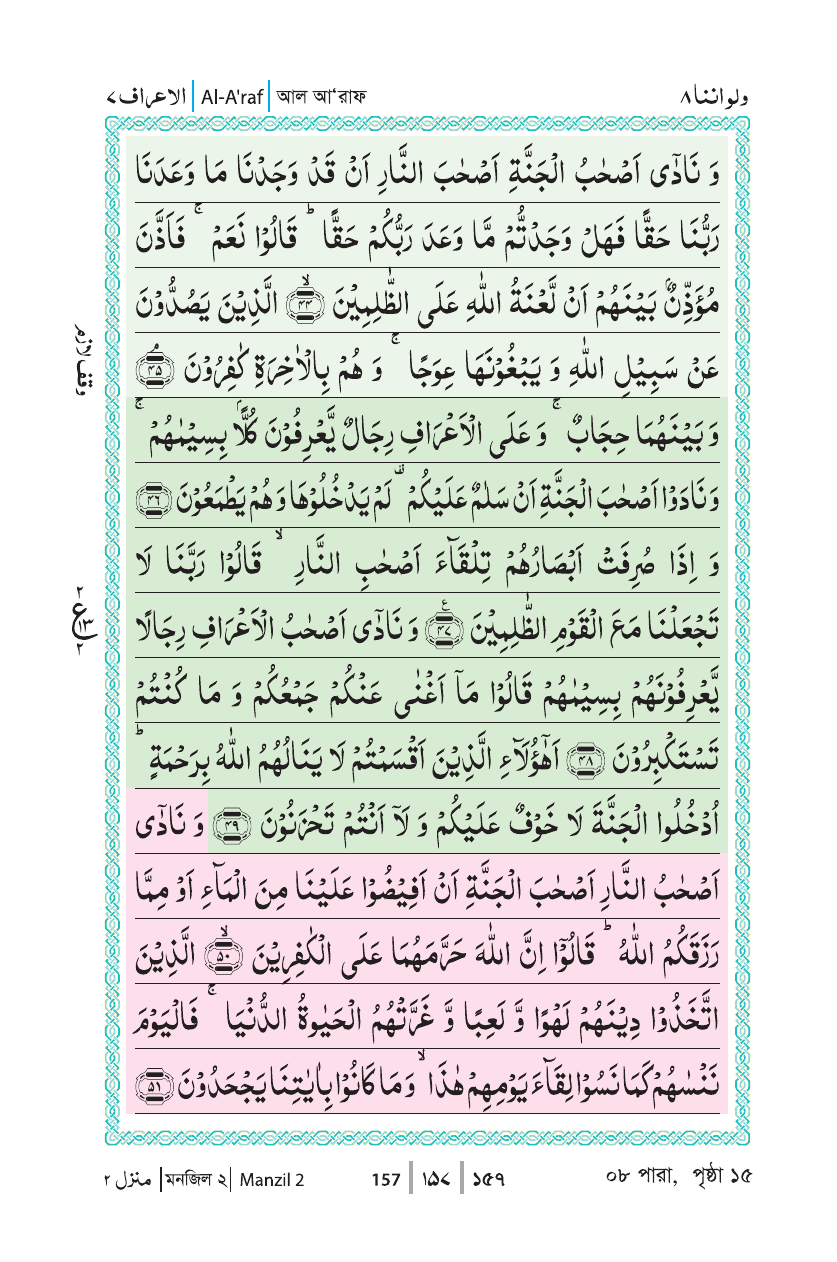 الاعراف ٧ | Al-A'raf | আল আ'রাফ
ولواننا ٨
وَ نَادٰۤی اَصْحٰبُ الْجَنَّةِ اَصْحٰبَ النَّارِ اَنْ قَدْ وَجَدْنَا مَا وَعَدَنَا
رَبُّنَا حَقًّا فَهَلْ وَجَدْتُّمْ مَّا وَعَدَ رَبُّكُمْ حَقًّا ؕ قَالُوْا نَعَمْ ۚ فَاَذَّنَ
مُؤَذِّنٌۢ بَیْنَهُمْ اَنْ لَّعْنَةُ اللّٰهِ عَلَی الظّٰلِمِیْنَ ۙ۴۴ الَّذِیْنَ یَصُدُّوْنَ
عَنْ سَبِیْلِ اللّٰهِ وَ یَبْغُوْنَهَا عِوَجًا ۚ وَ هُمْ بِالْاٰخِرَةِ كٰفِرُوْنَ ۘ۴۵
وقف لازم
وَ بَیْنَهُمَا حِجَابٌ ۚ وَ عَلَی الْاَعْرَافِ رِجَالٌ یَّعْرِفُوْنَ كُلًّۢا بِسِیْمٰىهُمْ ۚ
وَ نَادَوْا اَصْحٰبَ الْجَنَّةِ اَنْ سَلٰمٌ عَلَیْكُمْ ۫ لَمْ یَدْخُلُوْهَا وَ هُمْ یَطْمَعُوْنَ ۴۶
وَ اِذَا صُرِفَتْ اَبْصَارُهُمْ تِلْقَآءَ اَصْحٰبِ النَّارِ ۙ قَالُوْا رَبَّنَا لَا
تَجْعَلْنَا مَعَ الْقَوْمِ الظّٰلِمِیْنَ ۴۷ وَ نَادٰۤی اَصْحٰبُ الْاَعْرَافِ رِجَالًا
٢
ع ١٣
٢
یَّعْرِفُوْنَهُمْ بِسِیْمٰىهُمْ قَالُوْا مَاۤ اَغْنٰی عَنْكُمْ جَمْعُكُمْ وَ مَا كُنْتُمْ
تَسْتَكْبِرُوْنَ ۴۸ اَهٰۤؤُلَآءِ الَّذِیْنَ اَقْسَمْتُمْ لَا یَنَالُهُمُ اللّٰهُ بِرَحْمَةٍ ؕ
اُدْخُلُوا الْجَنَّةَ لَا خَوْفٌ عَلَیْكُمْ وَ لَاۤ اَنْتُمْ تَحْزَنُوْنَ ۴۹ وَ نَادٰۤی
اَصْحٰبُ النَّارِ اَصْحٰبَ الْجَنَّةِ اَنْ اَفِیْضُوْا عَلَیْنَا مِنَ الْمَآءِ اَوْ مِمَّا
رَزَقَكُمُ اللّٰهُ ؕ قَالُوْۤا اِنَّ اللّٰهَ حَرَّمَهُمَا عَلَی الْكٰفِرِیْنَ ۙ۵۰ الَّذِیْنَ
اتَّخَذُوْا دِیْنَهُمْ لَهْوًا وَّ لَعِبًا وَّ غَرَّتْهُمُ الْحَیٰوةُ الدُّنْیَا ۚ فَالْیَوْمَ
نَنْسٰىهُمْ كَمَا نَسُوْا لِقَآءَ یَوْمِهِمْ هٰذَا ۙ وَ مَا كَانُوْا بِاٰیٰتِنَا یَجْحَدُوْنَ ۵۱
منزل ٢ | মনজিল ২ | Manzil 2
157 | ١٥٧ | ১৫৭
০৮ পারা, পৃষ্ঠা ১৫